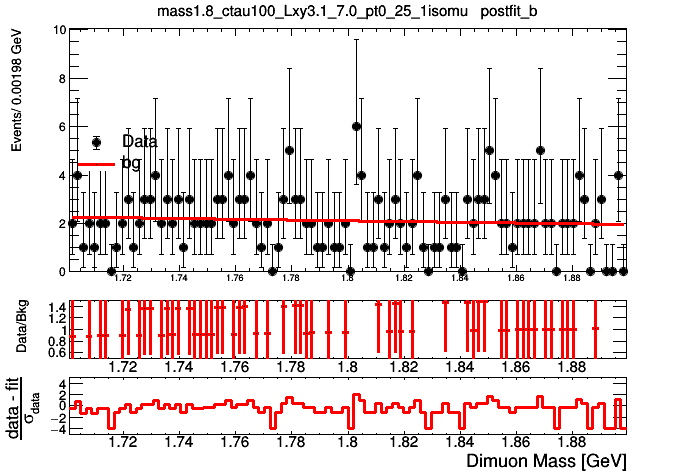 mass1.8_ctau100_Lxy3.1_7.0_pt0_25_1isomu postfit_b
Events/ 0.00198 GeV
10
8
6
4
2
0
Data
bg
1.72 1.74 1.76 1.78 1.8 1.82 1.84 1.86 1.88
Data/Bkg
1.4
1.2
1
0.8
0.6
1.72 1.74 1.76 1.78 1.8 1.82 1.84 1.86 1.88
data - fit
σdata
4
2
0
−2
−4
1.72 1.74 1.76 1.78 1.8 1.82 1.84 1.86 1.88
Dimuon Mass [GeV]